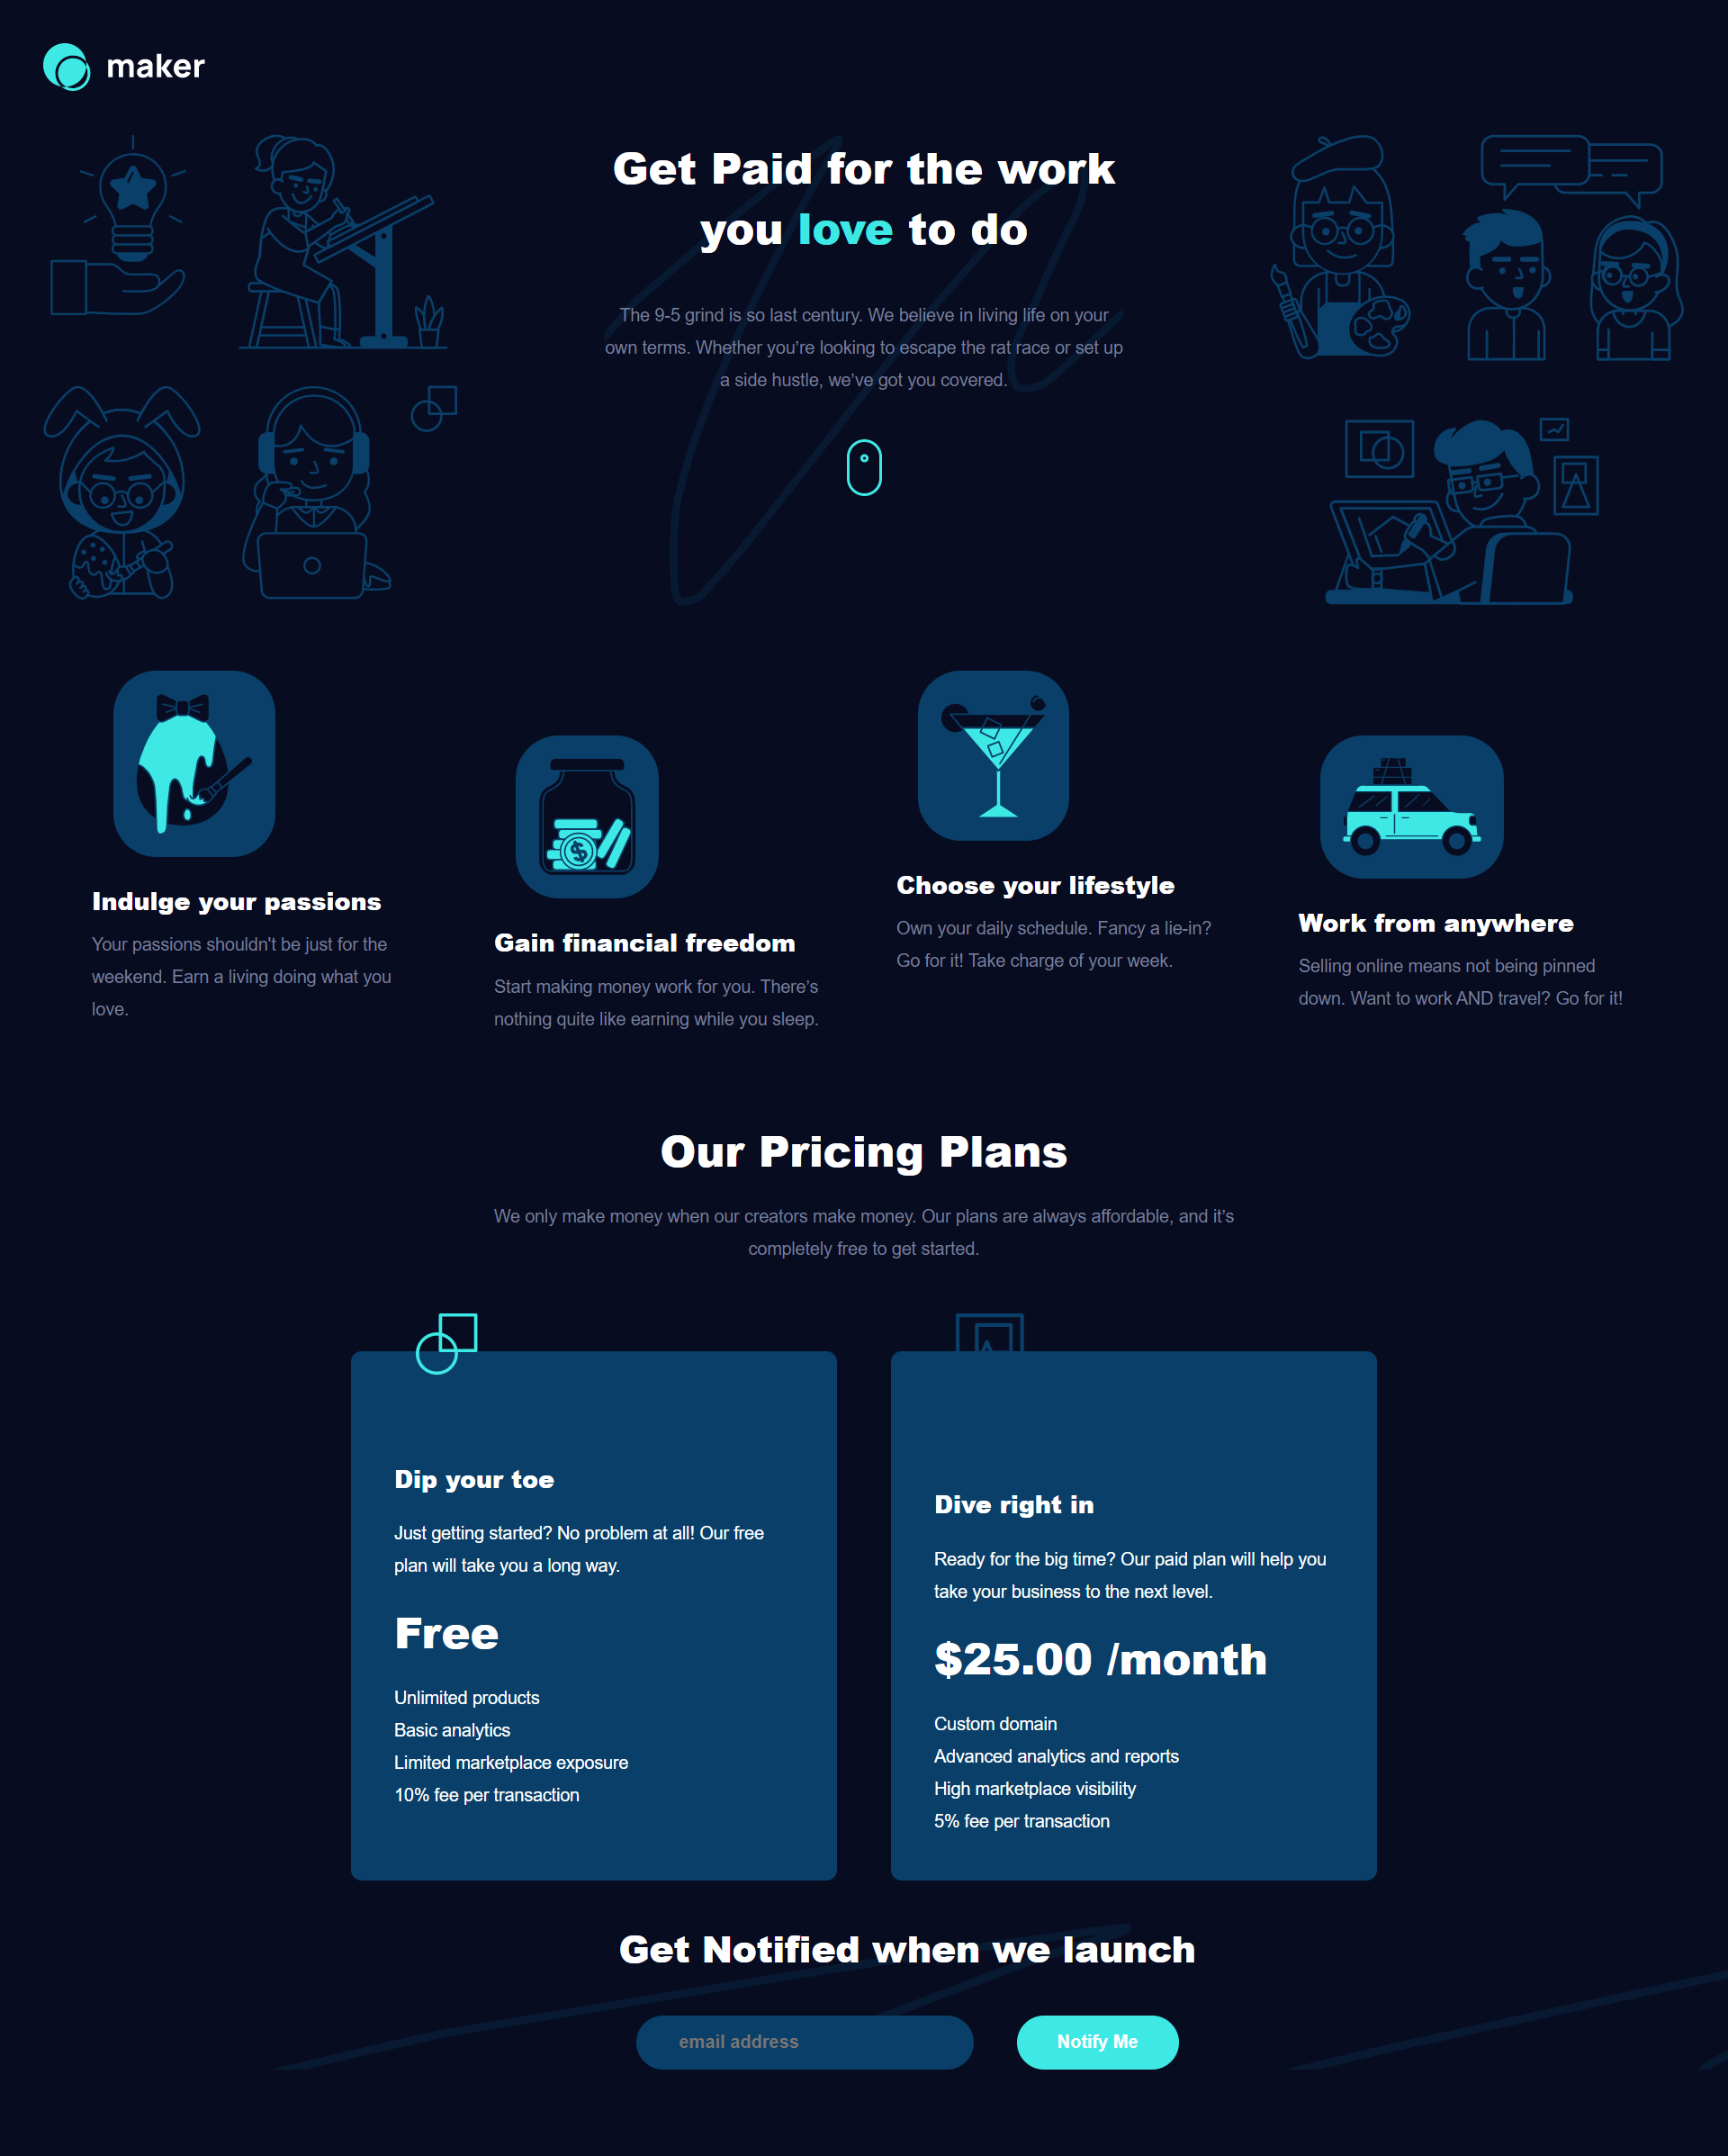 maker
Get Paid for the work
you love to do
The 9-5 grind is so last century. We believe in living life on your
own terms. Whether you’re looking to escape the rat race or set up
a side hustle, we’ve got you covered.
Indulge your passions
Your passions shouldn't be just for the
weekend. Earn a living doing what you
love.
$
Gain financial freedom
Start making money work for you. There’s
nothing quite like earning while you sleep.
Choose your lifestyle
Own your daily schedule. Fancy a lie-in?
Go for it! Take charge of your week.
Work from anywhere
Selling online means not being pinned
down. Want to work AND travel? Go for it!
Our Pricing Plans
We only make money when our creators make money. Our plans are always affordable, and it’s
completely free to get started.
Dip your toe
Just getting started? No problem at all! Our free
plan will take you a long way.
Free
Unlimited products
Basic analytics
Limited marketplace exposure
10% fee per transaction
Dive right in
Ready for the big time? Our paid plan will help you
take your business to the next level.
$25.00 /month
Custom domain
Advanced analytics and reports
High marketplace visibility
5% fee per transaction
Get Notified when we launch
email address
Notify Me